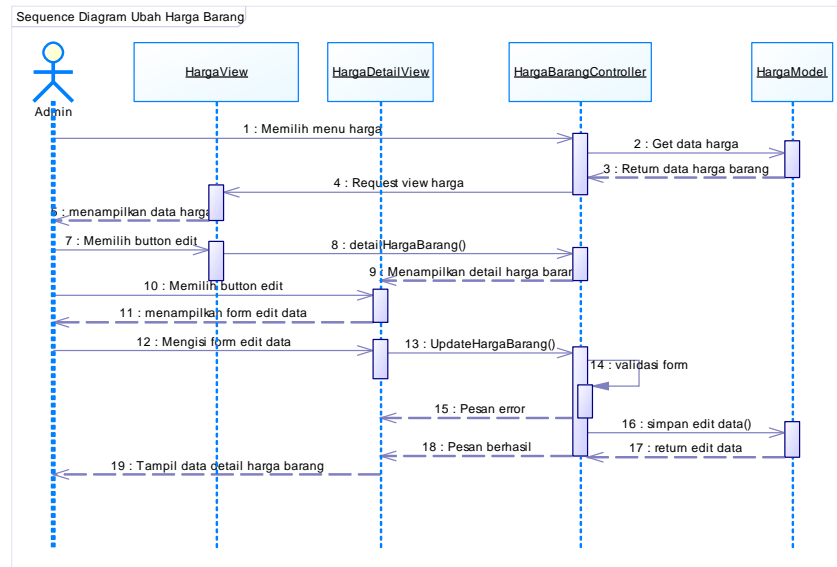 Sequence Diagram Ubah Harga Barang
HargaView
HargaDetailView
HargaBarangController
HargaModel
Admin
1 : Memilih menu harga
2 : Get data harga
3 : Return data harga barang
4 : Request view harga
: menampilkan data harga
7 : Memilih button edit
8 : detailHargaBarang()
9 : Menampilkan detail harga barar
10 : Memilih button edit
11 : menampilkan form edit data
12 : Mengisi form edit data
13 : UpdateHargaBarang()
14 : validasi form
15 : Pesan error
16 : simpan edit data()
17 : return edit data
18 : Pesan berhasil
19 : Tampil data detail harga barang